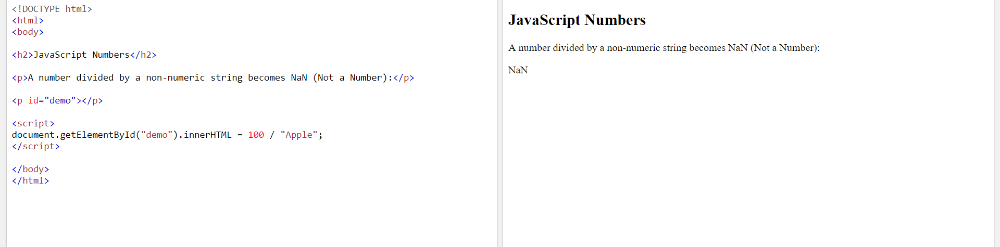 <!DOCTYPE html>
<html>
<body>
<h2>JavaScript Numbers</h2>
<p>A number divided by a non-numeric string becomes NaN (Not a Number):</p>
<p id="demo"></p>
<script>
document.getElementById("demo").innerHTML = 100 / "Apple";
</script>
</body>
</html>
JavaScript Numbers
A number divided by a non-numeric string becomes NaN (Not a Number):
NaN